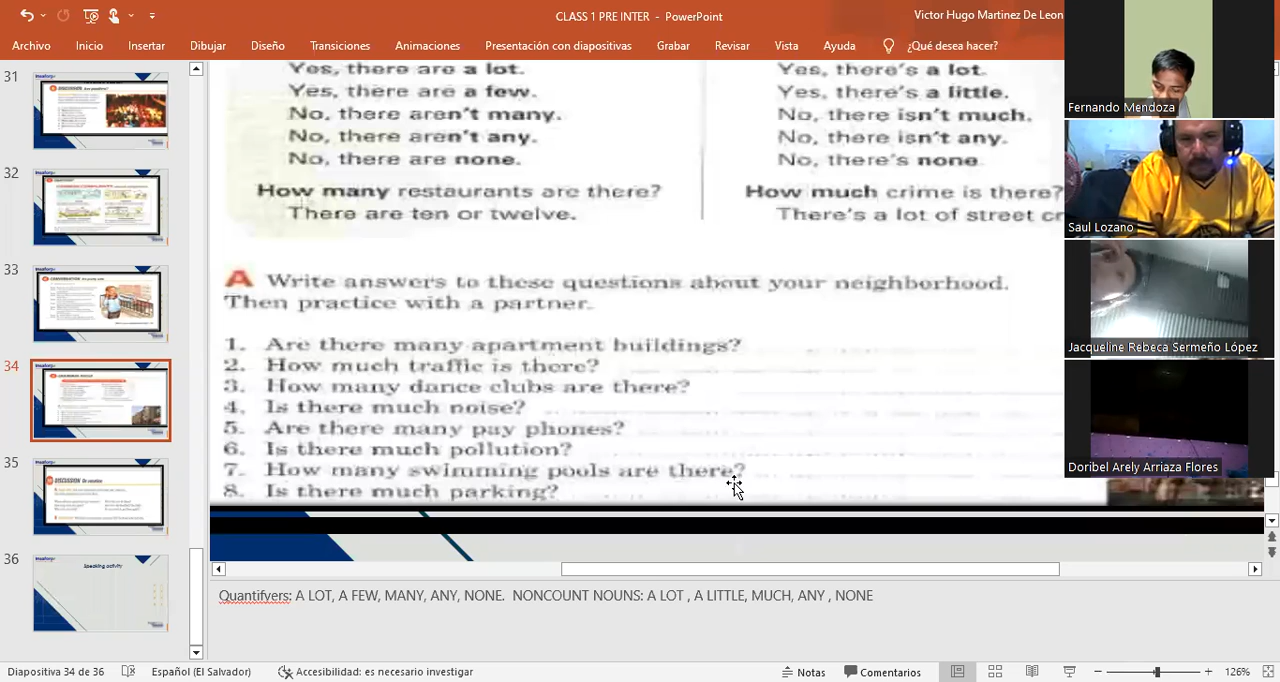 CLASS 1 PRE INTER - PowerPoint
Victor Hugo Martinez De Leon
Archivo Inicio Insertar Dibujar Diseño Transiciones Animaciones Presentación con diapositivas Grabar Revisar Vista Ayuda ¿Qué desea hacer?
31
32
33
34
35
36
Speaking activity
Yes, there are a lot.
Yes, there are a few.
No, there aren't many.
No, there aren't any.
No, there are none.
How many restaurants are there?
There are ten or twelve.
Yes, there's a lot.
Yes, there's a little.
No, there isn't much.
No, there isn't any.
No, there's none.
How much crime is there?
There's a lot of street cr
A Write answers to these questions about your neighborhood.
Then practice with a partner.
1. Are there many apartment buildings?
2. How much traffic is there?
3. How many dance clubs are there?
4. Is there much noise?
5. Are there many pay phones?
6. Is there much pollution?
7. How many swimming pools are there?
8. Is there much parking?
Fernando Mendoza
Saul Lozano
Jacqueline Rebeca Sermeño López
Doribel Arely Arriaza Flores
Quantifyers: A LOT, A FEW, MANY, ANY, NONE. NONCOUNT NOUNS: A LOT , A LITTLE, MUCH, ANY , NONE
Diapositiva 34 de 36 Español (El Salvador) Accesibilidad: es necesario investigar Notas Comentarios 126%